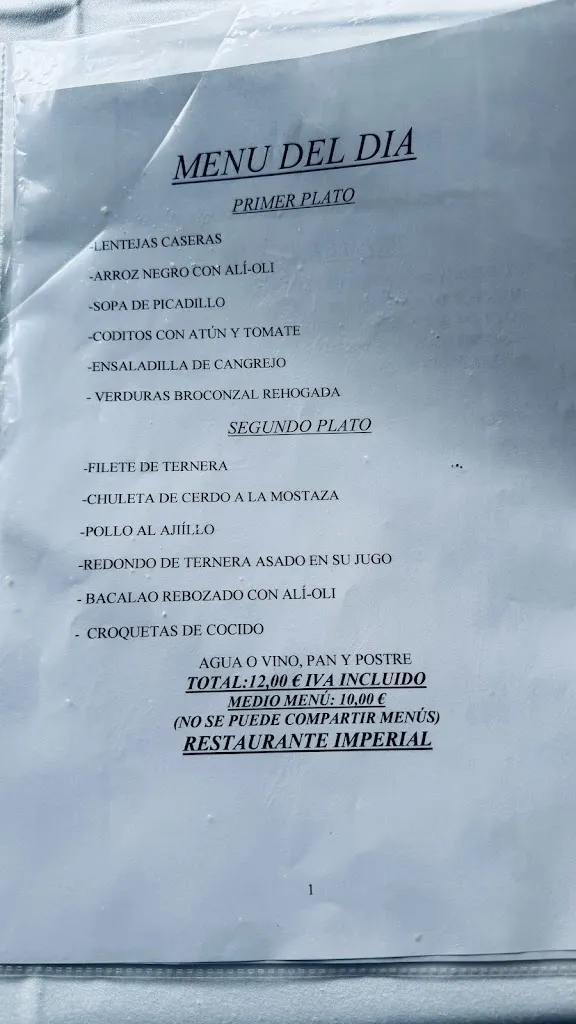 MENU DEL DIA
PRIMER PLATO
-LENTEJAS CASERAS
-ARROZ NEGRO CON ALÍ-OLI
-SOPA DE PICADILLO
-CODITOS CON ATÚN Y TOMATE
-ENSALADILLA DE CANGREJO
- VERDURAS BROCONZAL REHOGADA
SEGUNDO PLATO
-FILETE DE TERNERA
-CHULETA DE CERDO A LA MOSTAZA
-POLLO AL AJIÍLLO
-REDONDO DE TERNERA ASADO EN SU JUGO
- BACALAO REBOZADO CON ALÍ-OLI
- CROQUETAS DE COCIDO
AGUA O VINO, PAN Y POSTRE
TOTAL:12,00 € IVA INCLUIDO
MEDIO MENÚ: 10,00 €
(NO SE PUEDE COMPARTIR MENÚS)
RESTAURANTE IMPERIAL
1